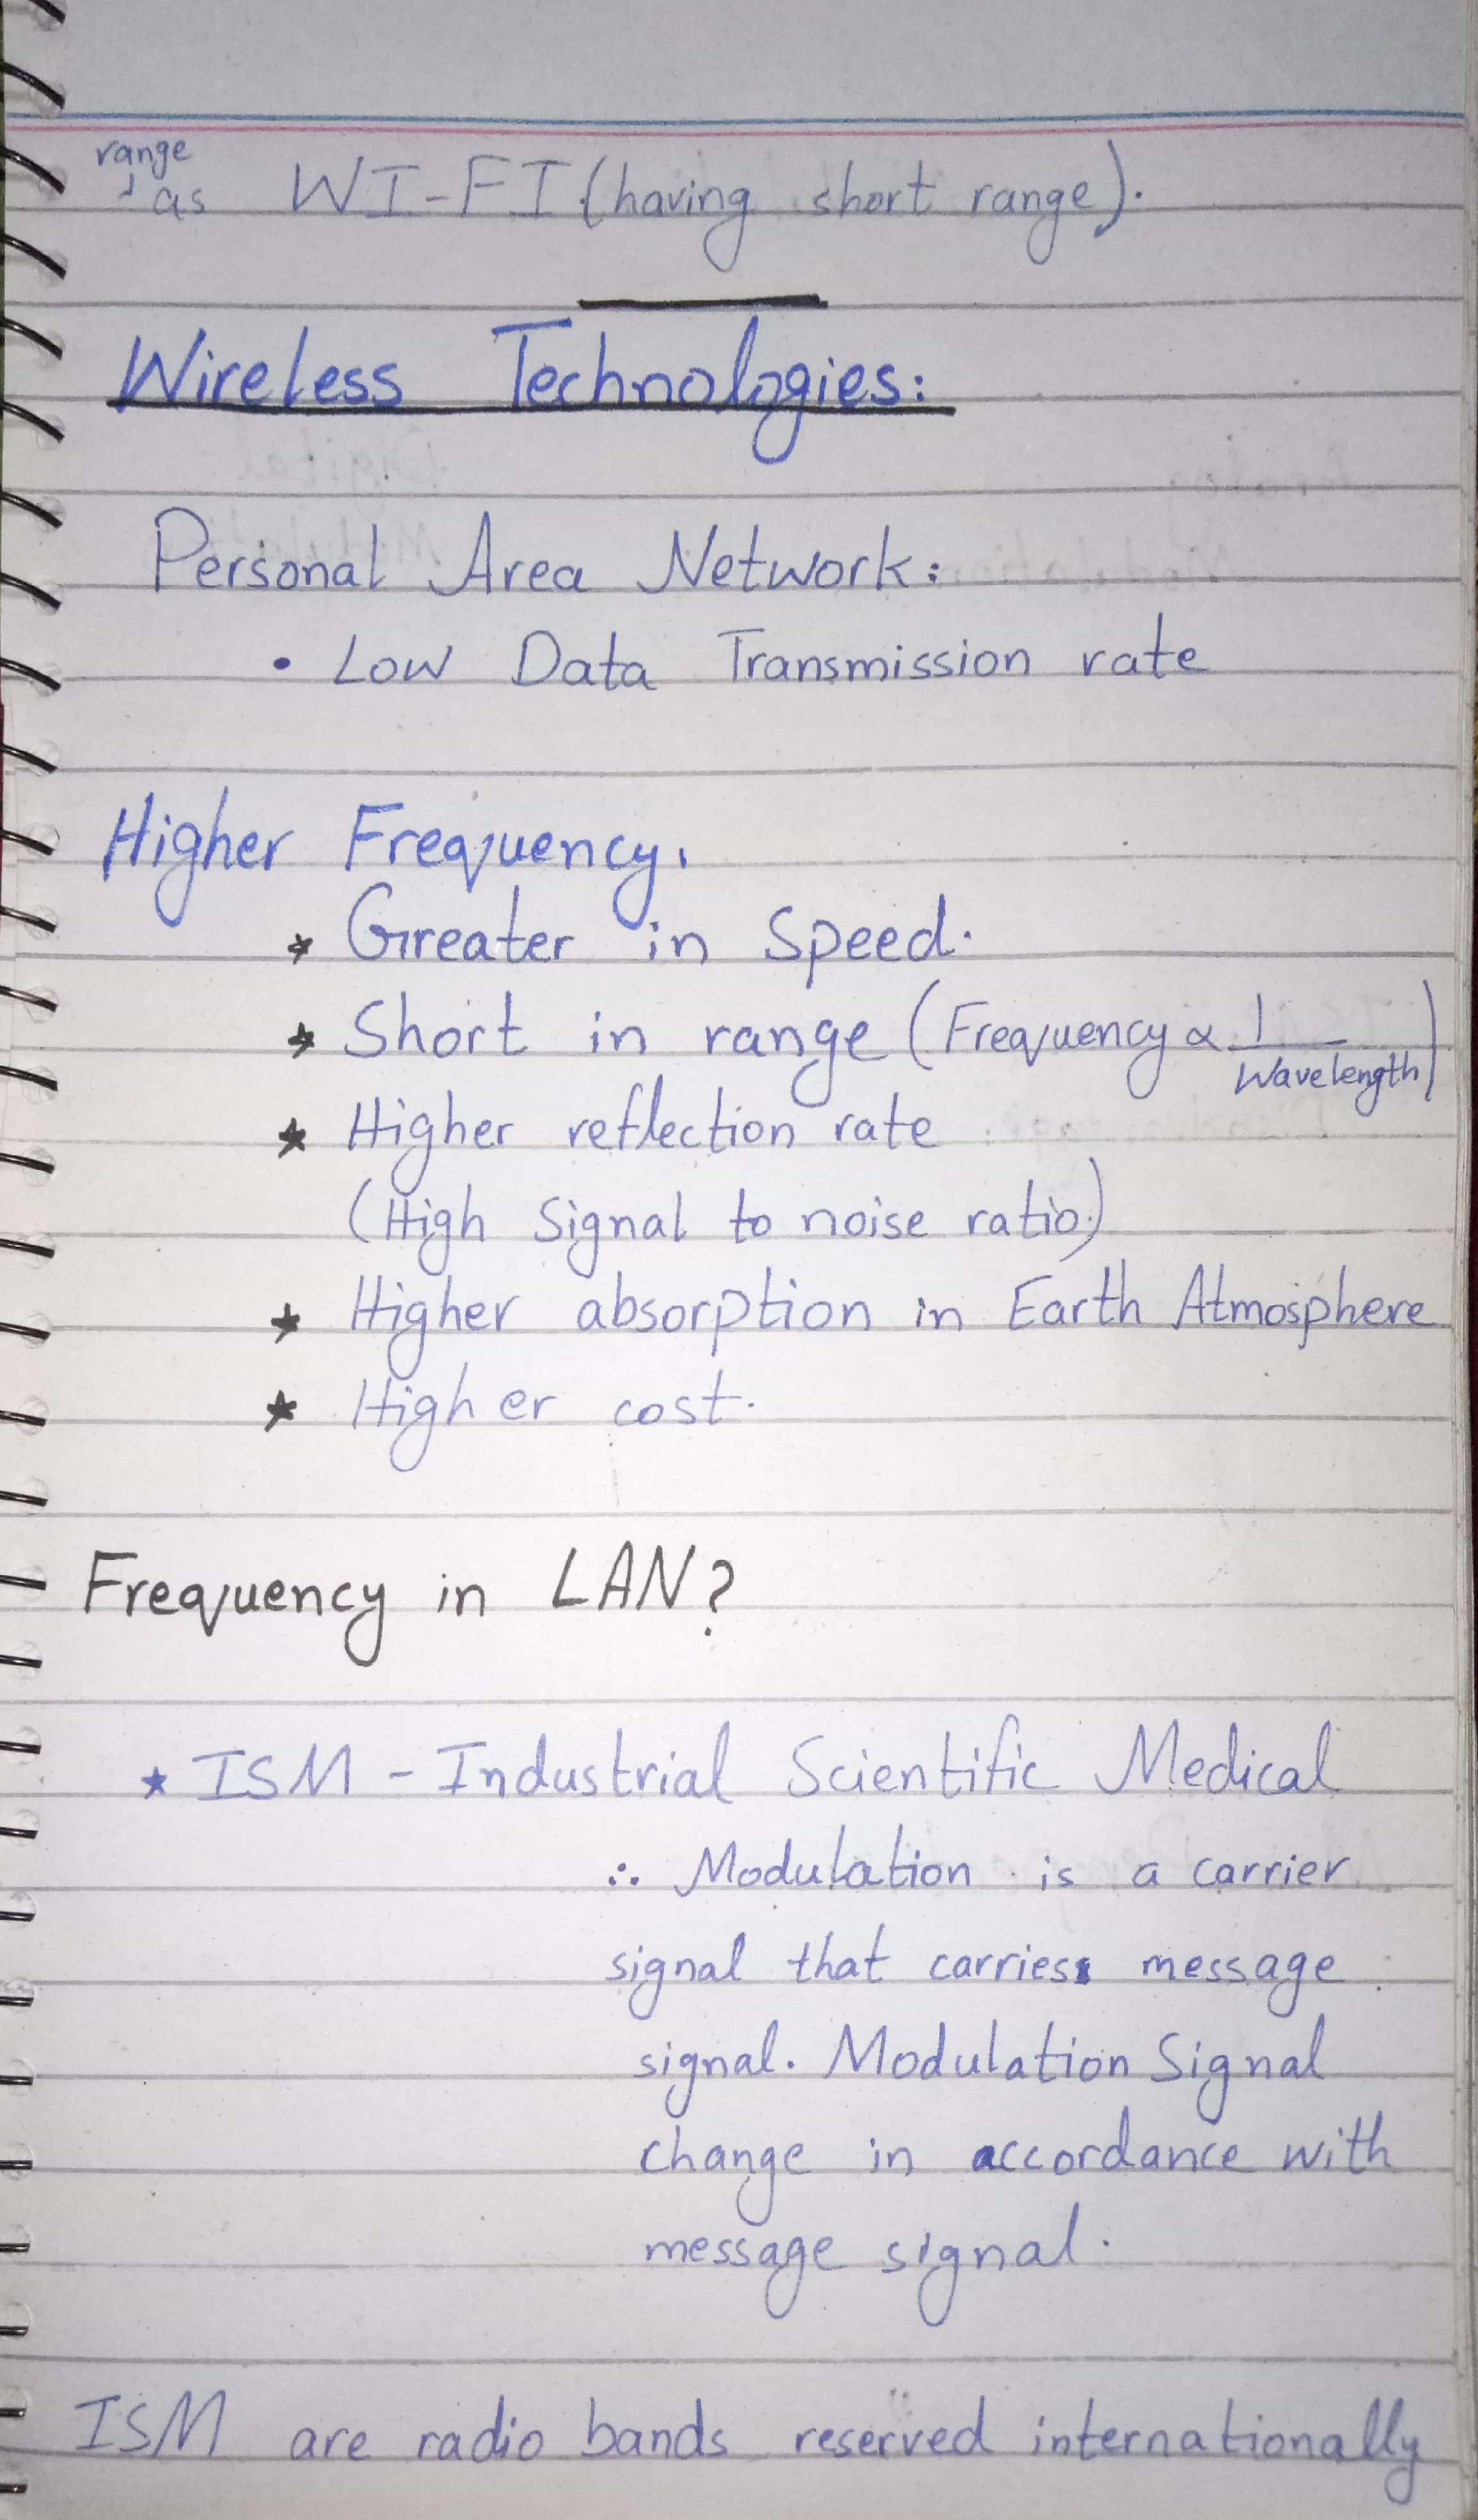 range
as WI-FI (having short range).
Wireless Technologies:
Personal Area Network:
• Low Data Transmission rate
Higher Frequency.
* Greater in Speed.
* Short in range (Frequency ∝ 1/Wavelength)
* Higher reflection rate
(High Signal to noise ratio)
* Higher absorption in Earth Atmosphere
* Higher cost.
Frequency in LAN?
* ISM - Industrial Scientific Medical
∴ Modulation is a carrier
signal that carries message
signal. Modulation Signal
change in accordance with
message signal.
ISM are radio bands reserved internationally